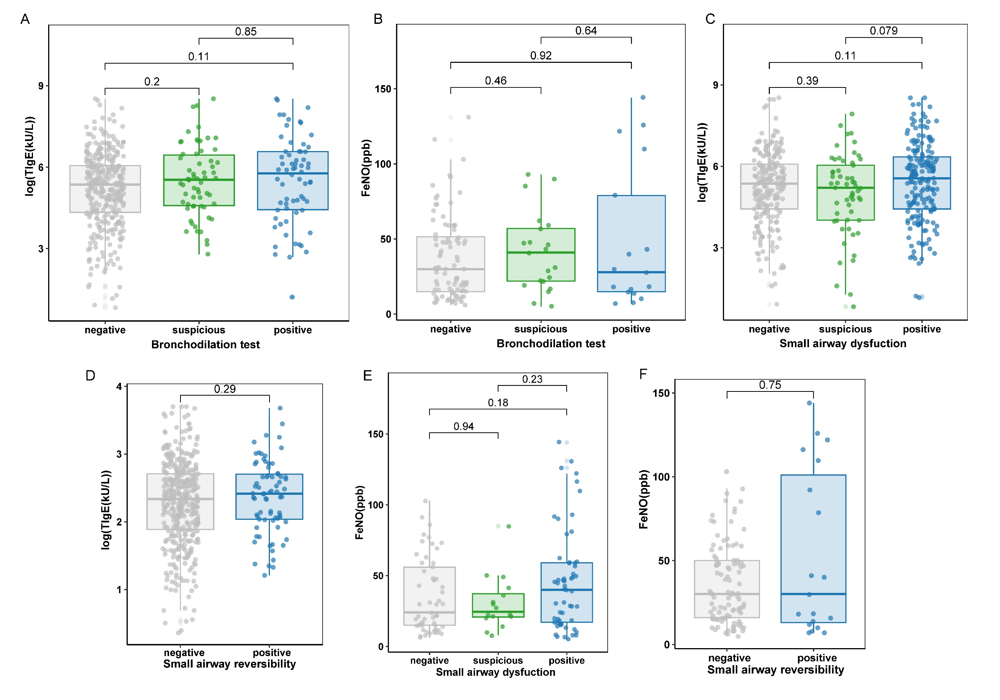 A
0.85
0.11
0.2
9
6
3
log(TIgE(kU/L))
negative suspicious positive
Bronchodilation test
B
0.64
0.92
0.46
150
100
50
0
FeNO(ppb)
negative suspicious positive
Bronchodilation test
C
0.079
0.11
0.39
9
6
3
log(TIgE(kU/L))
negative suspicious positive
Small airway dysfuction
D
0.29
4
3
2
1
log(TIgE(kU/L))
negative positive
Small airway reversibility
E
0.23
0.18
0.94
150
100
50
0
FeNO(ppb)
negative suspicious positive
Small airway dysfuction
F
0.75
150
100
50
0
FeNO(ppb)
negative positive
Small airway reversibility